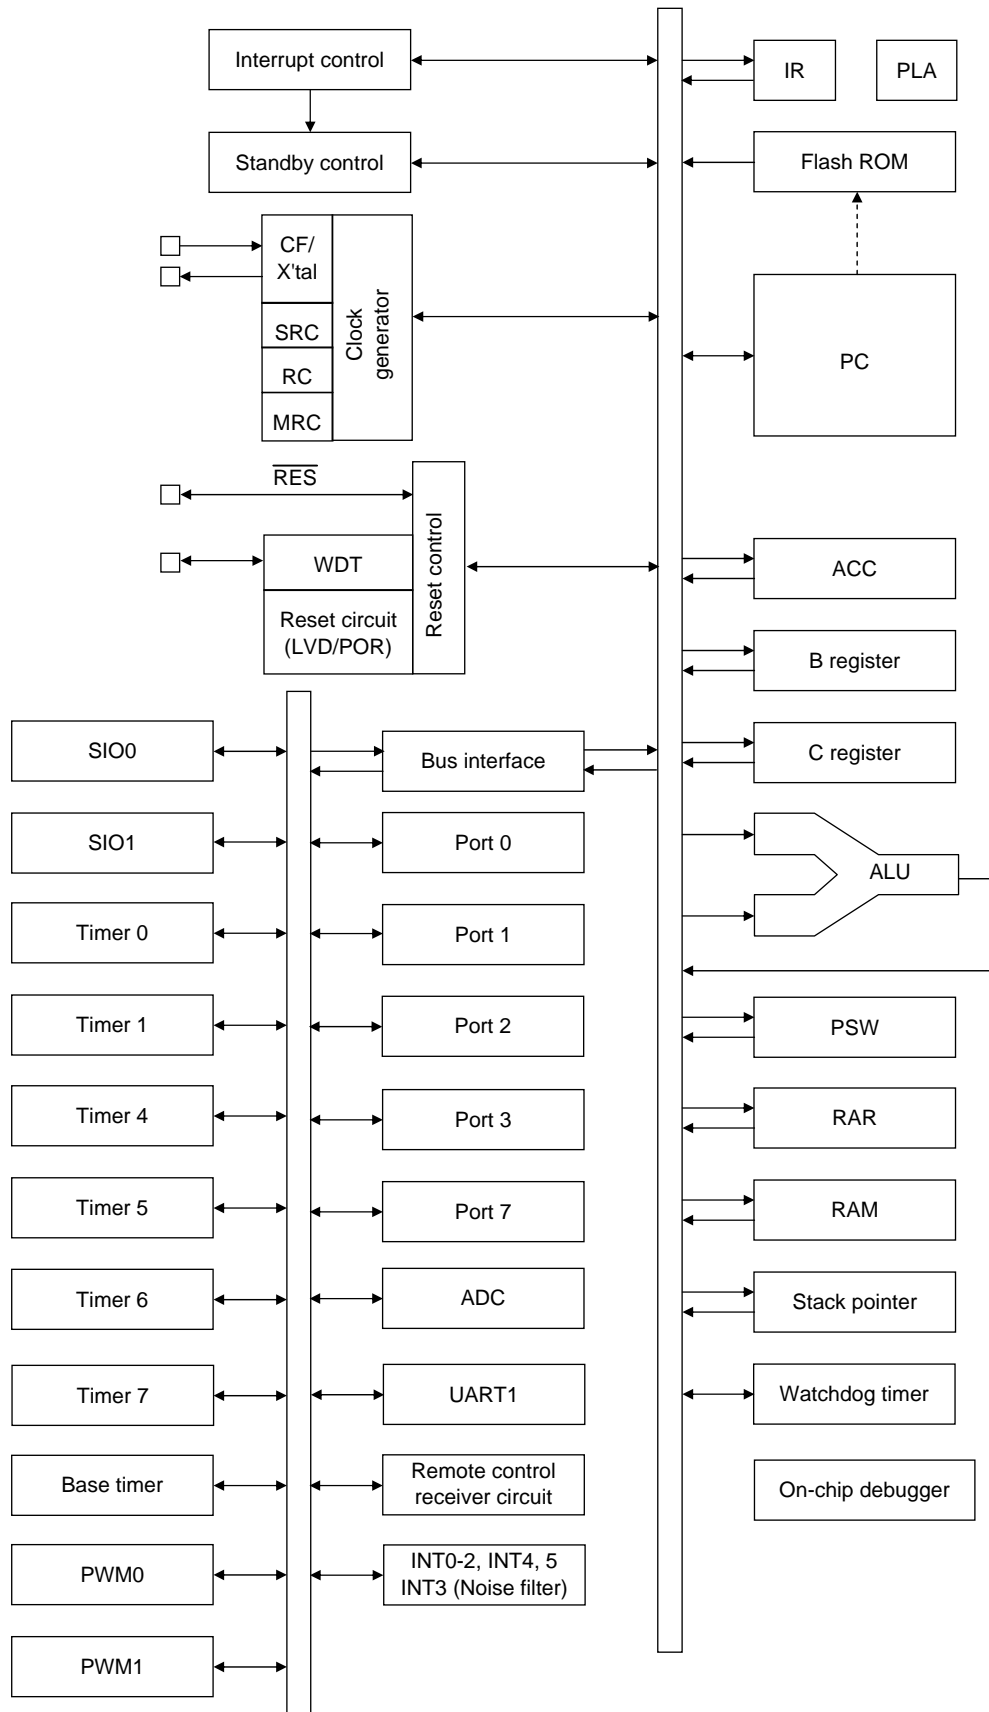 Interrupt control
IR
PLA
Standby control
Flash ROM
CF/
X'tal
SRC
RC
MRC
Clock
generator
PC
RES
WDT
Reset circuit
(LVD/POR)
Reset control
ACC
B register
SIO0
Bus interface
C register
SIO1
Port 0
ALU
Timer 0
Port 1
Timer 1
Port 2
PSW
Timer 4
Port 3
RAR
Timer 5
Port 7
RAM
Timer 6
ADC
Stack pointer
Timer 7
UART1
Watchdog timer
Base timer
Remote control
receiver circuit
On-chip debugger
PWM0
INT0-2, INT4, 5
INT3 (Noise filter)
PWM1